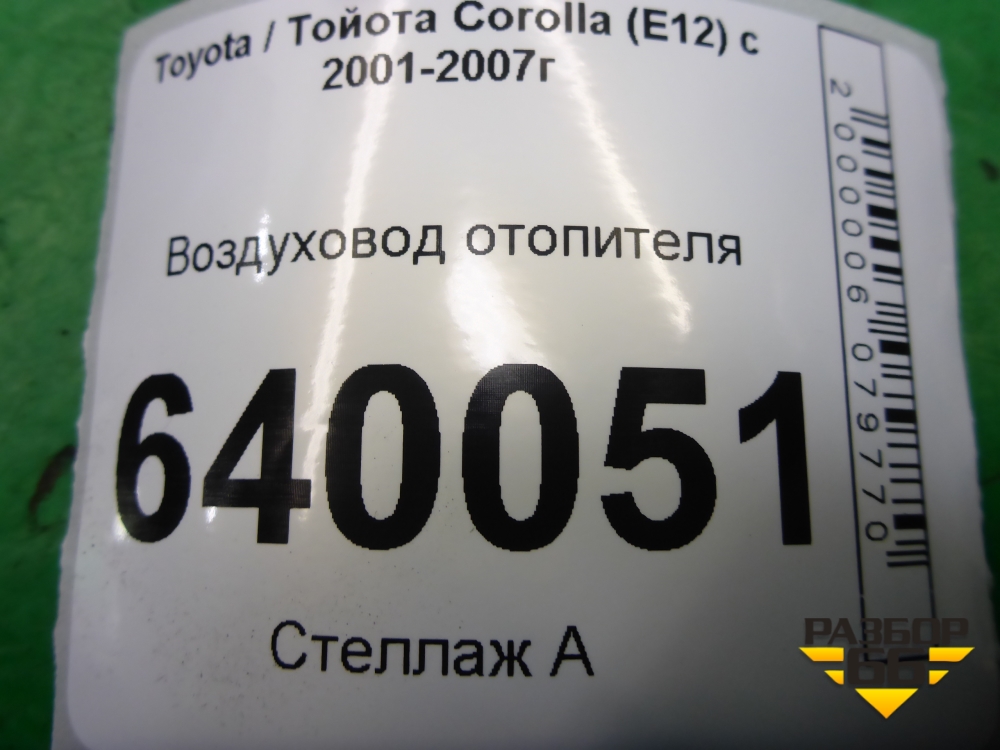 Toyota / Тойота Corolla (E12) с
2001-2007г
Воздуховод отопителя
640051
Стеллаж А
2000006079770
РАЗБОР
66